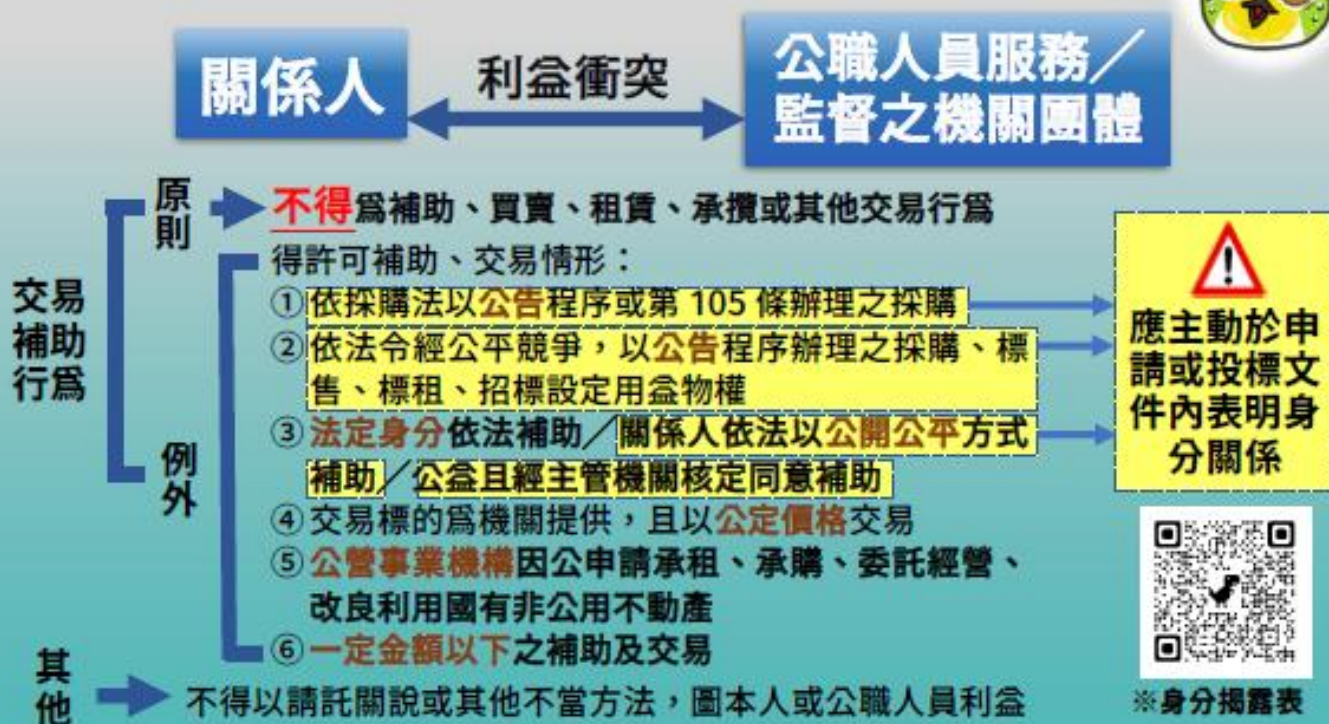 關係人
利益衝突
公職人員服務／
監督之機關團體
交易
補助
行爲
原則
不得爲補助、買賣、租賃、承攬或其他交易行爲
例外
得許可補助、交易情形：
①依採購法以公告程序或第 105 條辦理之採購
②依法令經公平競爭，以公告程序辦理之採購、標
售、標租、招標設定用益物權
③法定身分依法補助／關係人依法以公開公平方式
補助／公益且經主管機關核定同意補助
④交易標的爲機關提供，且以公定價格交易
⑤公營事業機構因公申請承租、承購、委託經營、
改良利用國有非公用不動產
⑥一定金額以下之補助及交易
應主動於申
請或投標文
件內表明身
分關係
※身分揭露表
其他
不得以請託關說或其他不當方法，圖本人或公職人員利益